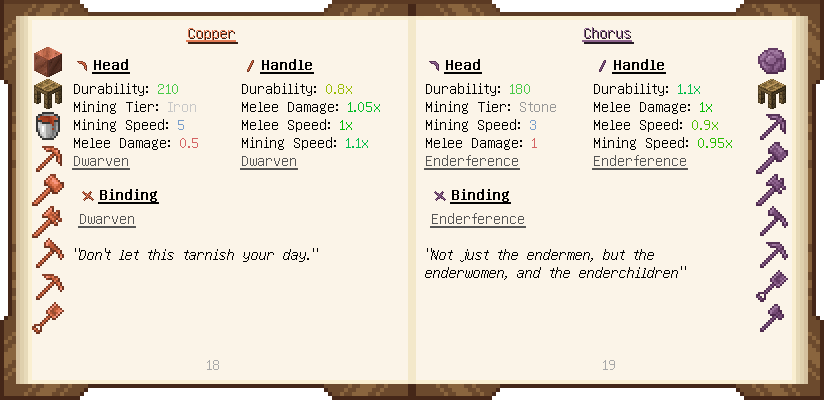 Copper
Head
Durability: 210
Mining Tier: Iron
Mining Speed: 5
Melee Damage: 0.5
Dwarven
Handle
Durability: 0.8x
Melee Damage: 1.05x
Melee Speed: 1x
Mining Speed: 1.1x
Dwarven
Binding
Dwarven
"Don't let this tarnish your day."
18
Chorus
Head
Durability: 180
Mining Tier: Stone
Mining Speed: 3
Melee Damage: 1
Enderference
Handle
Durability: 1.1x
Melee Damage: 1x
Melee Speed: 0.9x
Mining Speed: 0.95x
Enderference
Binding
Enderference
"Not just the endermen, but the
enderwomen, and the enderchildren"
19